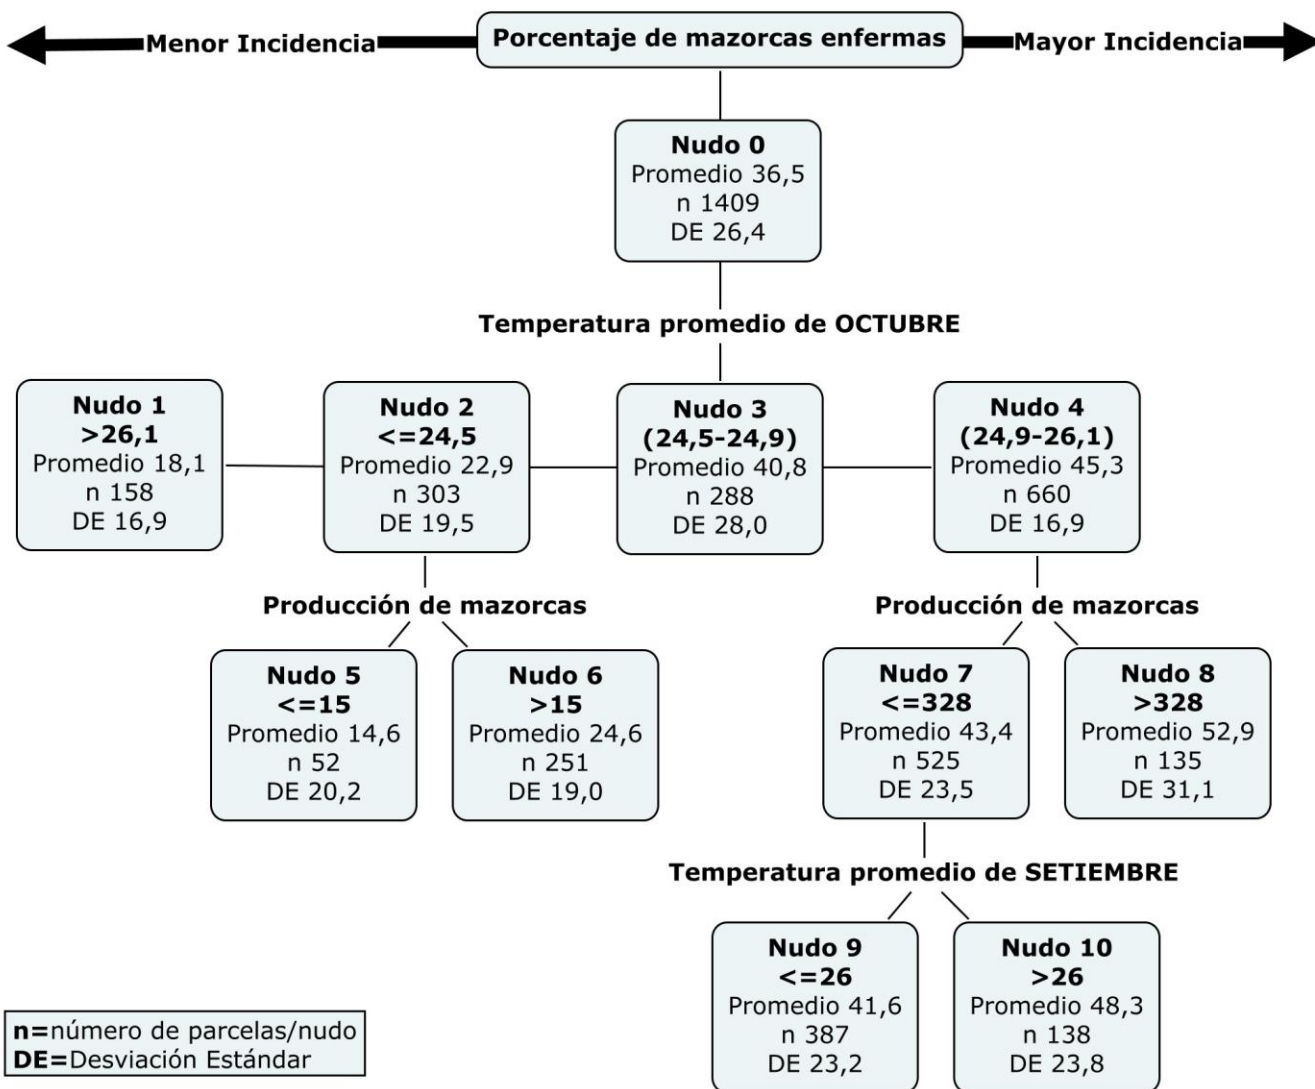 Menor Incidencia
Porcentaje de mazorcas enfermas
Mayor Incidencia
Nudo 0
Promedio 36,5
n 1409
DE 26,4
Temperatura promedio de OCTUBRE
Nudo 1
>26,1
Promedio 18,1
n 158
DE 16,9
Nudo 2
<=24,5
Promedio 22,9
n 303
DE 19,5
Nudo 3
(24,5-24,9)
Promedio 40,8
n 288
DE 28,0
Nudo 4
(24,9-26,1)
Promedio 45,3
n 660
DE 16,9
Producción de mazorcas
Nudo 5
<=15
Promedio 14,6
n 52
DE 20,2
Nudo 6
>15
Promedio 24,6
n 251
DE 19,0
Producción de mazorcas
Nudo 7
<=328
Promedio 43,4
n 525
DE 23,5
Nudo 8
>328
Promedio 52,9
n 135
DE 31,1
Temperatura promedio de SETIEMBRE
Nudo 9
<=26
Promedio 41,6
n 387
DE 23,2
Nudo 10
>26
Promedio 48,3
n 138
DE 23,8
n=número de parcelas/nudo
DE=Desviación Estándar